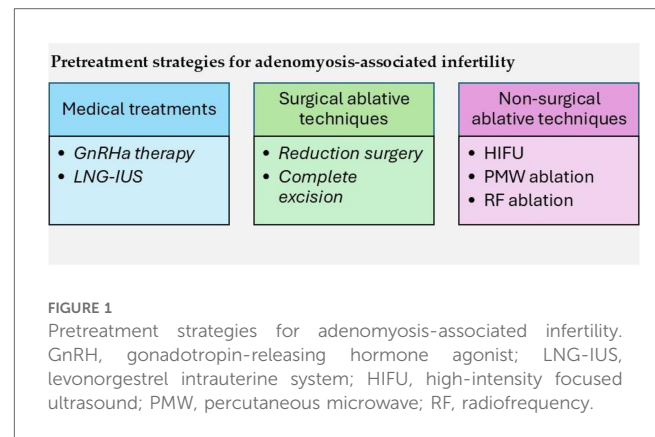 Pretreatment strategies for adenomyosis-associated infertility
Medical treatments
• GnRHa therapy
• LNG-IUS
Surgical ablative
techniques
• Reduction surgery
• Complete
excision
Non-surgical
ablative techniques
• HIFU
• PMW ablation
• RF ablation
FIGURE 1
Pretreatment strategies for adenomyosis-associated infertility.
GnRH, gonadotropin-releasing hormone agonist; LNG-IUS,
levonorgestrel intrauterine system; HIFU, high-intensity focused
ultrasound; PMW, percutaneous microwave; RF, radiofrequency.